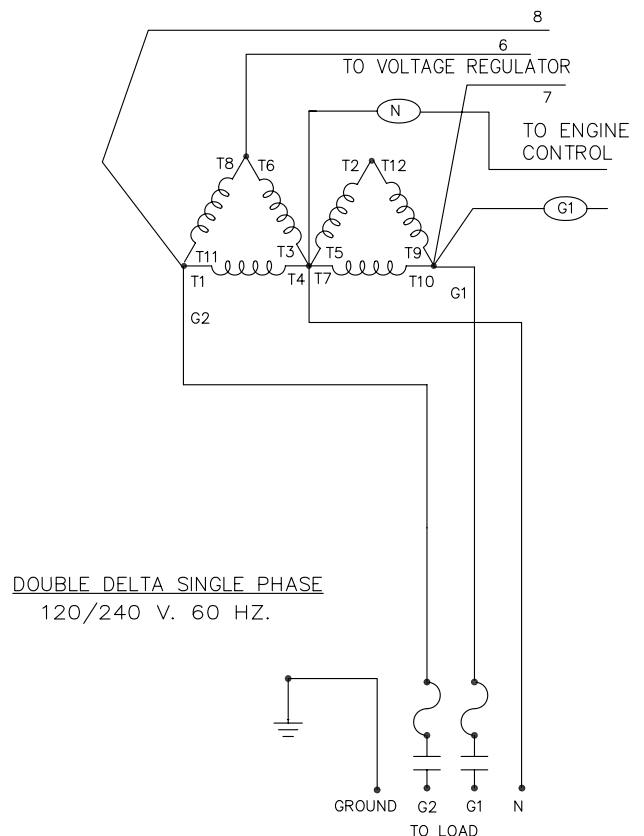 8
6
TO VOLTAGE REGULATOR
7
N
TO ENGINE
CONTROL
T8 T6 T2 T12
G1
T11 T3 T5 T9
T1 T4 T7 T10
G1
G2
DOUBLE DELTA SINGLE PHASE
120/240 V. 60 HZ.
GROUND G2 G1 N
TO LOAD